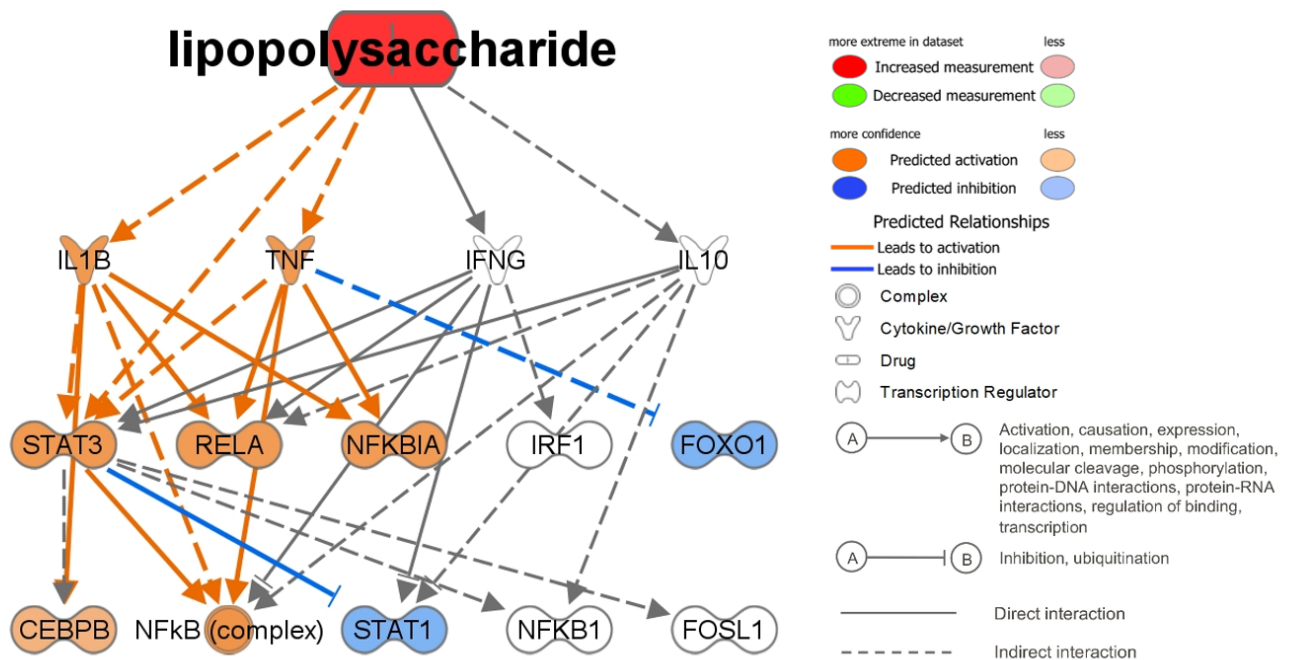 lipopolysaccharide
IL1B
TNF
IFNG
IL10
STAT3
RELA
NFKBIA
IRF1
FOXO1
CEBPB
NFkB (complex)
STAT1
NFKB1
FOSL1
more extreme in dataset less
Increased measurement
Decreased measurement
more confidence less
Predicted activation
Predicted inhibition
Predicted Relationships
Leads to activation
Leads to inhibition
Complex
Cytokine/Growth Factor
Drug
Transcription Regulator
A B
Activation, causation, expression,
localization, membership, modification,
molecular cleavage, phosphorylation,
protein-DNA interactions, protein-RNA
interactions, regulation of binding,
transcription
A B
Inhibition, ubiquitination
Direct interaction
Indirect interaction